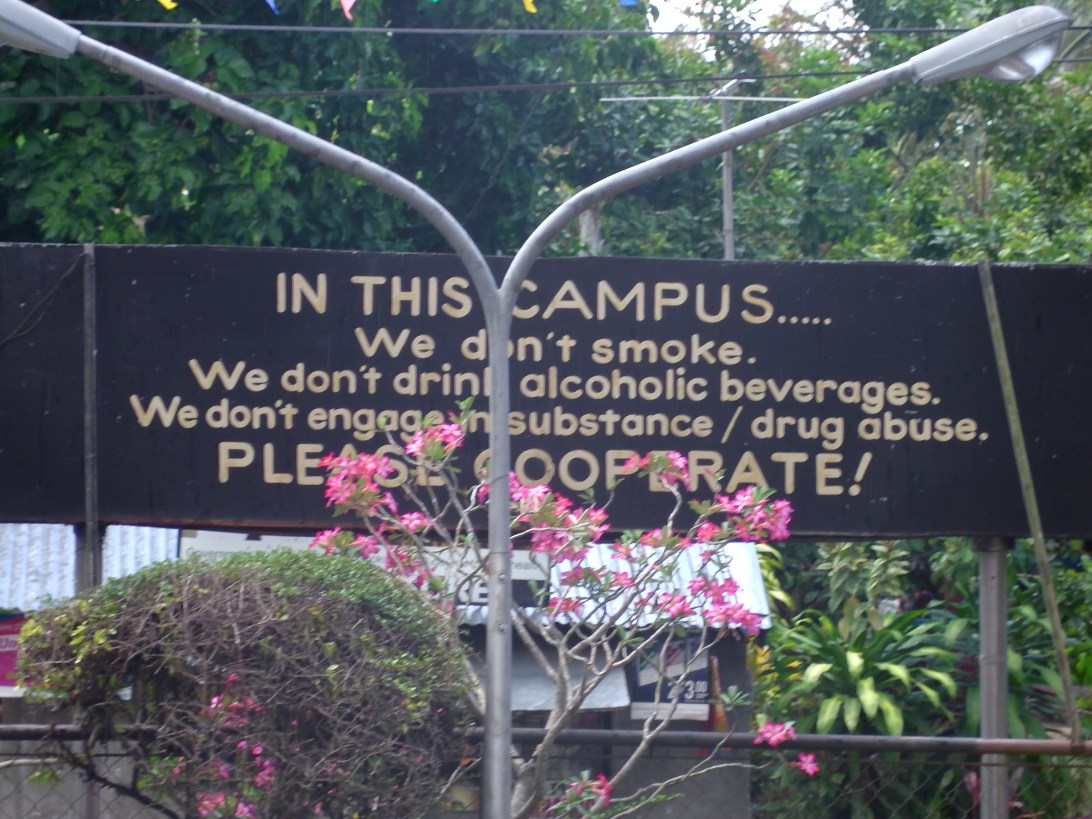 IN THIS CAMPUS.....
We don't smoke.
We don't drink alcoholic beverages.
We don't engage in substance / drug abuse.
PLEASE COOPERATE!